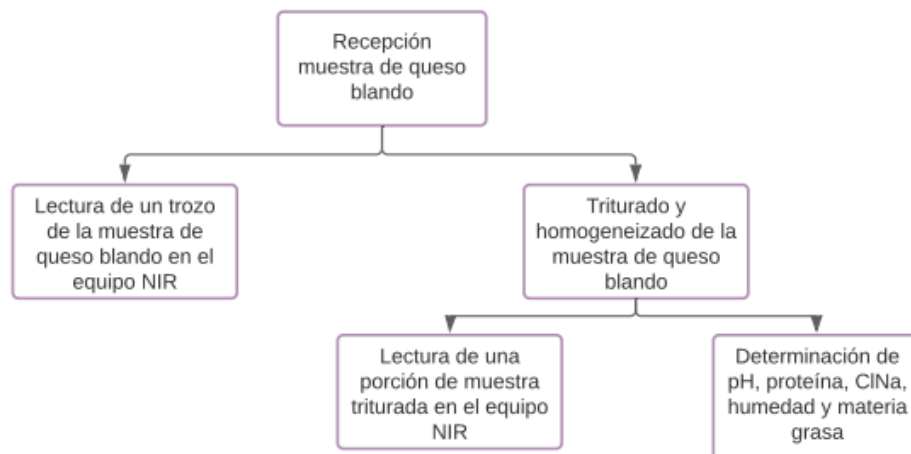 Recepción
muestra de queso
blando
Lectura de un trozo
de la muestra de
queso blando en el
equipo NIR
Triturado y
homogeneizado de la
muestra de queso
blando
Lectura de una
porción de muestra
triturada en el equipo
NIR
Determinación de
pH, proteína, ClNa,
humedad y materia
grasa